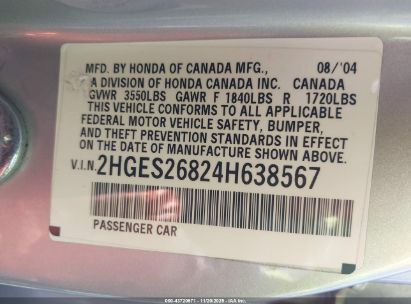 MFD. BY HONDA OF CANADA MFG., 08/'04
A DIVISION OF HONDA CANADA INC. CANADA
GVWR 3550LBS GAWR F 1840LBS R 1720LBS
THIS VEHICLE CONFORMS TO ALL APPLICABLE
FEDERAL MOTOR VEHICLE SAFETY, BUMPER,
AND THEFT PREVENTION STANDARDS IN EFFECT
ON THE DATE OF MANUFACTURE SHOWN ABOVE.
V.I.N. 2HGES26824H638567
PASSENGER CAR